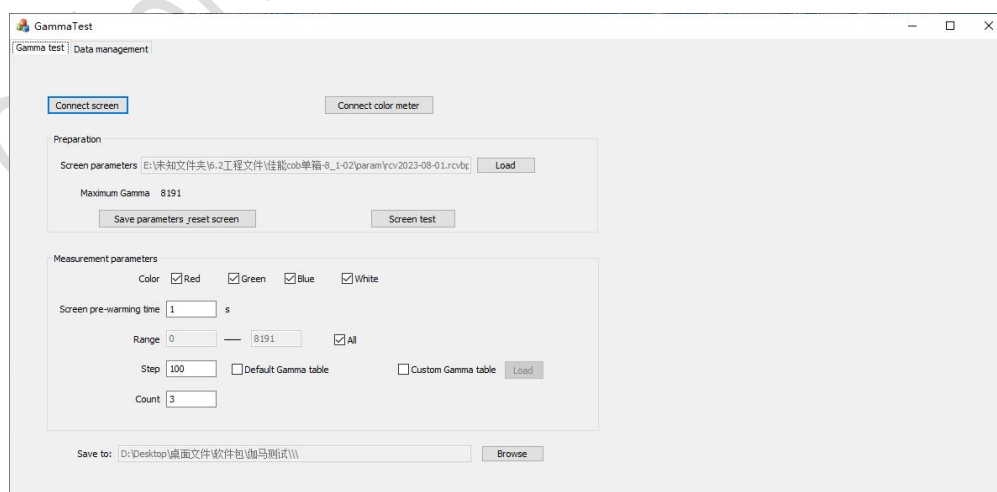 GammaTest
Gamma test Data management
Connect screen Connect color meter
Preparation
Screen parameters E:\未知文件夹\6.2工程文件\佳能cob单箱-8_1-02\param\rcv2023-08-01.rcvbp Load
Maximum Gamma 8191
Save parameters_reset screen Screen test
Measurement parameters
Color Red Green Blue White
Screen pre-warming time 1 s
Range 0 — 8191 All
Step 100 Default Gamma table Custom Gamma table Load
Count 3
Save to: D:\Desktop\桌面文件\软件包\伽马测试\\\ Browse